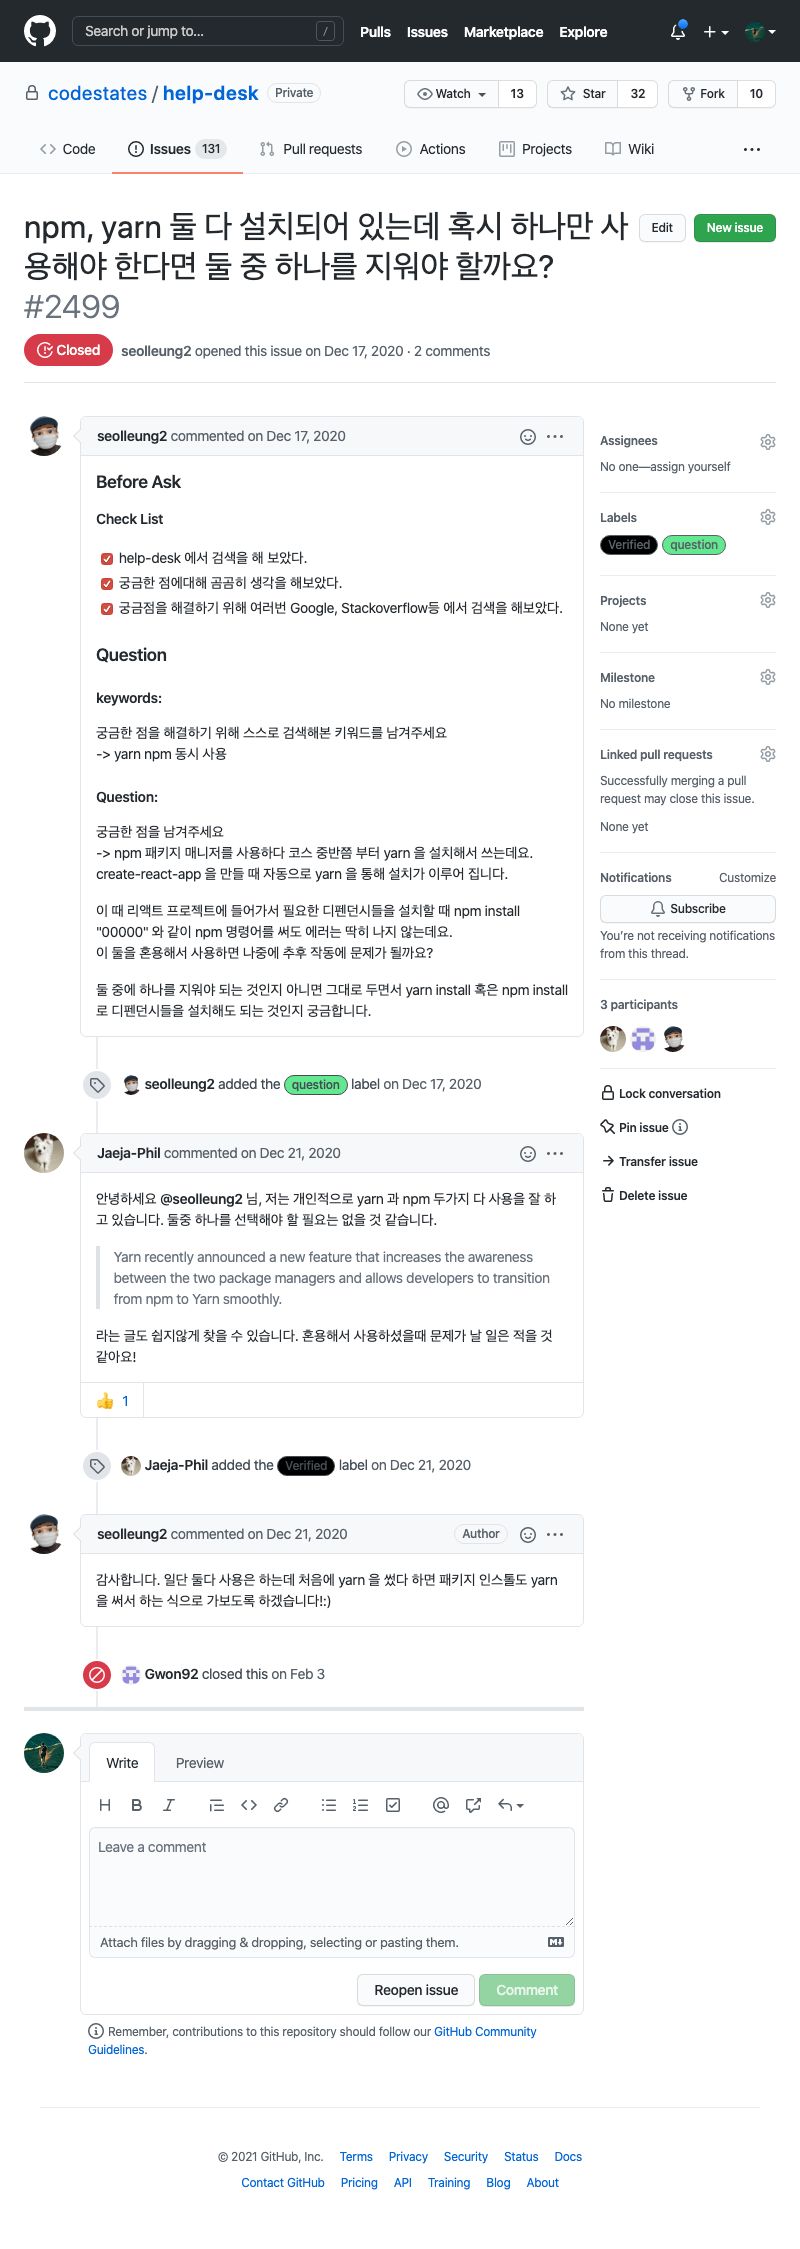 Search or jump to... /
Pulls Issues Marketplace Explore
codestates / help-desk Private
Watch 13 Star 32 Fork 10
Code Issues 131 Pull requests Actions Projects Wiki ...
npm, yarn 둘 다 설치되어 있는데 혹시 하나만 사
용해야 한다면 둘 중 하나를 지워야 할까요?
#2499
Edit New issue
Closed seolleung2 opened this issue on Dec 17, 2020 · 2 comments
seolleung2 commented on Dec 17, 2020
Before Ask
Check List
help-desk 에서 검색을 해 보았다.
궁금한 점에대해 곰곰히 생각을 해보았다.
궁금점을 해결하기 위해 여러번 Google, Stackoverflow등 에서 검색을 해보았다.
Question
keywords:
궁금한 점을 해결하기 위해 스스로 검색해본 키워드를 남겨주세요
-> yarn npm 동시 사용
Question:
궁금한 점을 남겨주세요
-> npm 패키지 매니저를 사용하다 코스 중반쯤 부터 yarn 을 설치해서 쓰는데요.
create-react-app 을 만들 때 자동으로 yarn 을 통해 설치가 이루어 집니다.
이 때 리액트 프로젝트에 들어가서 필요한 디펜던시들을 설치할 때 npm install
"00000" 와 같이 npm 명령어를 써도 에러는 딱히 나지 않는데요.
이 둘을 혼용해서 사용하면 나중에 추후 작동에 문제가 될까요?
둘 중에 하나를 지워야 되는 것인지 아니면 그대로 두면서 yarn install 혹은 npm install
로 디펜던시들을 설치해도 되는 것인지 궁금합니다.
seolleung2 added the question label on Dec 17, 2020
Jaeja-Phil commented on Dec 21, 2020
안녕하세요 @seolleung2 님, 저는 개인적으로 yarn 과 npm 두가지 다 사용을 잘 하
고 있습니다. 둘중 하나를 선택해야 할 필요는 없을 것 같습니다.
Yarn recently announced a new feature that increases the awareness
between the two package managers and allows developers to transition
from npm to Yarn smoothly.
라는 글도 쉽지않게 찾을 수 있습니다. 혼용해서 사용하셨을때 문제가 날 일은 적을 것
같아요!
👍 1
Jaeja-Phil added the Verified label on Dec 21, 2020
seolleung2 commented on Dec 21, 2020 Author
감사합니다. 일단 둘다 사용은 하는데 처음에 yarn 을 썼다 하면 패키지 인스톨도 yarn
을 써서 하는 식으로 가보도록 하겠습니다!:)
Gwon92 closed this on Feb 3
Write Preview
Leave a comment
Attach files by dragging & dropping, selecting or pasting them.
Reopen issue Comment
Remember, contributions to this repository should follow our GitHub Community
Guidelines.
Assignees
No one—assign yourself
Labels
Verified question
Projects
None yet
Milestone
No milestone
Linked pull requests
Successfully merging a pull
request may close this issue.
None yet
Notifications Customize
Subscribe
You're not receiving notifications
from this thread.
3 participants
Lock conversation
Pin issue
Transfer issue
Delete issue
© 2021 GitHub, Inc. Terms Privacy Security Status Docs
Contact GitHub Pricing API Training Blog About